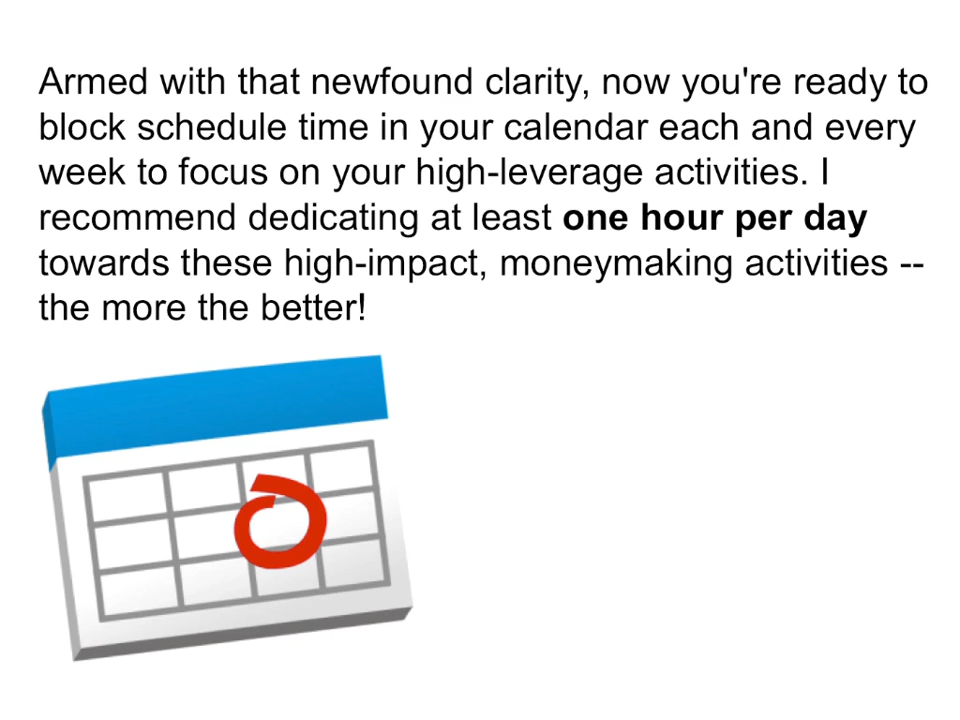 Armed with that newfound clarity, now you're ready to
block schedule time in your calendar each and every
week to focus on your high-leverage activities. I
recommend dedicating at least one hour per day
towards these high-impact, moneymaking activities --
the more the better!